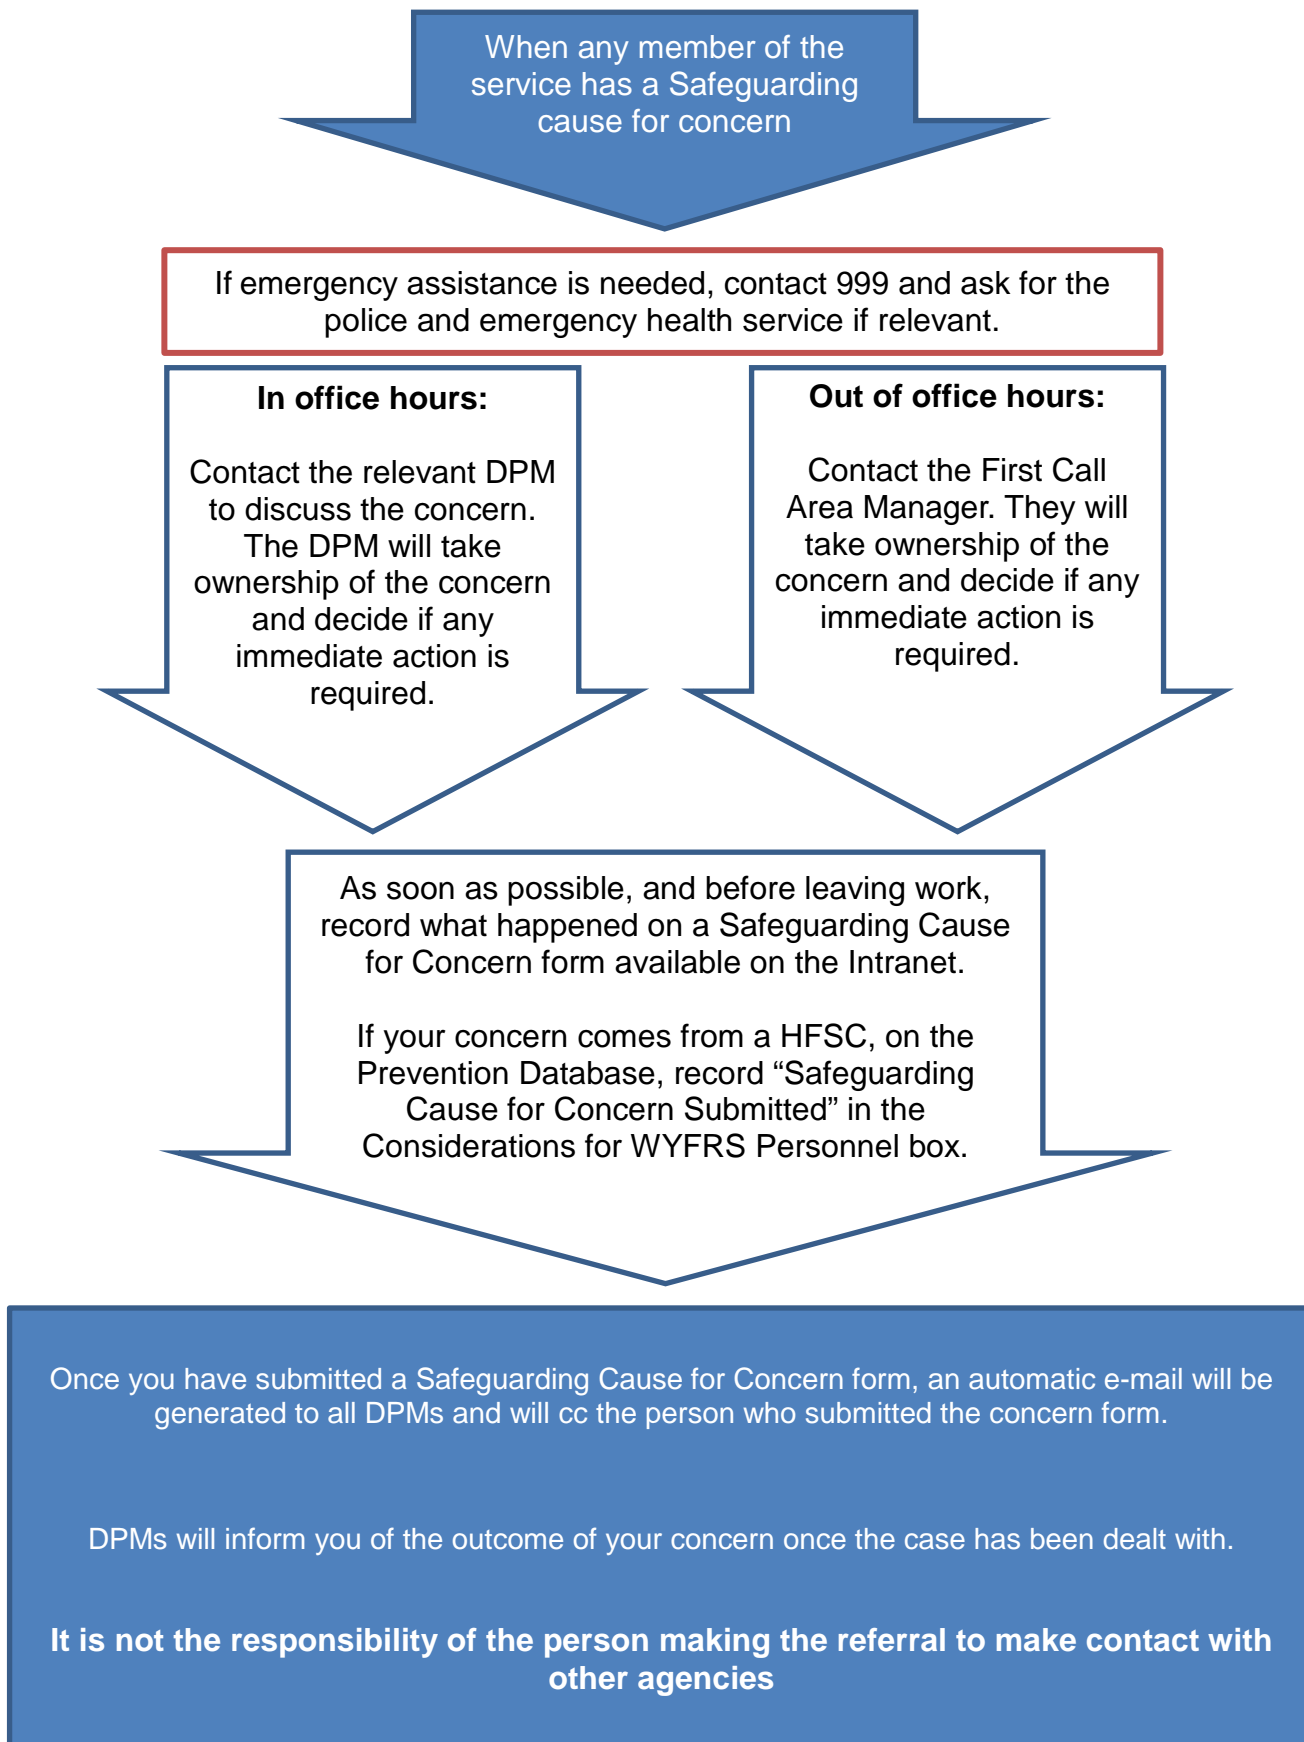 When any member of the
service has a Safeguarding
cause for concern
If emergency assistance is needed, contact 999 and ask for the
police and emergency health service if relevant.
In office hours:
Contact the relevant DPM
to discuss the concern.
The DPM will take
ownership of the concern
and decide if any
immediate action is
required.
Out of office hours:
Contact the First Call
Area Manager. They will
take ownership of the
concern and decide if any
immediate action is
required.
As soon as possible, and before leaving work,
record what happened on a Safeguarding Cause
for Concern form available on the Intranet.
If your concern comes from a HFSC, on the
Prevention Database, record “Safeguarding
Cause for Concern Submitted” in the
Considerations for WYFRS Personnel box.
Once you have submitted a Safeguarding Cause for Concern form, an automatic e-mail will be
generated to all DPMs and will cc the person who submitted the concern form.
DPMs will inform you of the outcome of your concern once the case has been dealt with.
It is not the responsibility of the person making the referral to make contact with
other agencies